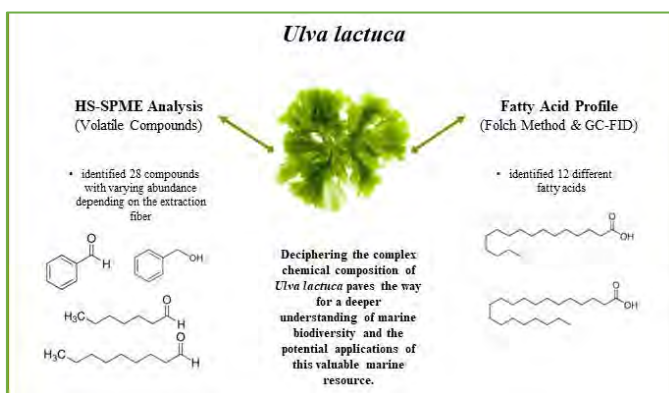 Ulva lactuca
HS-SPME Analysis
(Volatile Compounds)
• identified 28 compounds
with varying abundance
depending on the extraction
fiber
O
H
OH
H₃C
O
H
H₃C
O
H
Deciphering the complex
chemical composition of
Ulva lactuca paves the way
for a deeper
understanding of marine
biodiversity and the
potential applications of
this valuable marine
resource.
Fatty Acid Profile
(Folch Method & GC-FID)
• identified 12 different
fatty acids
O
OH
O
OH